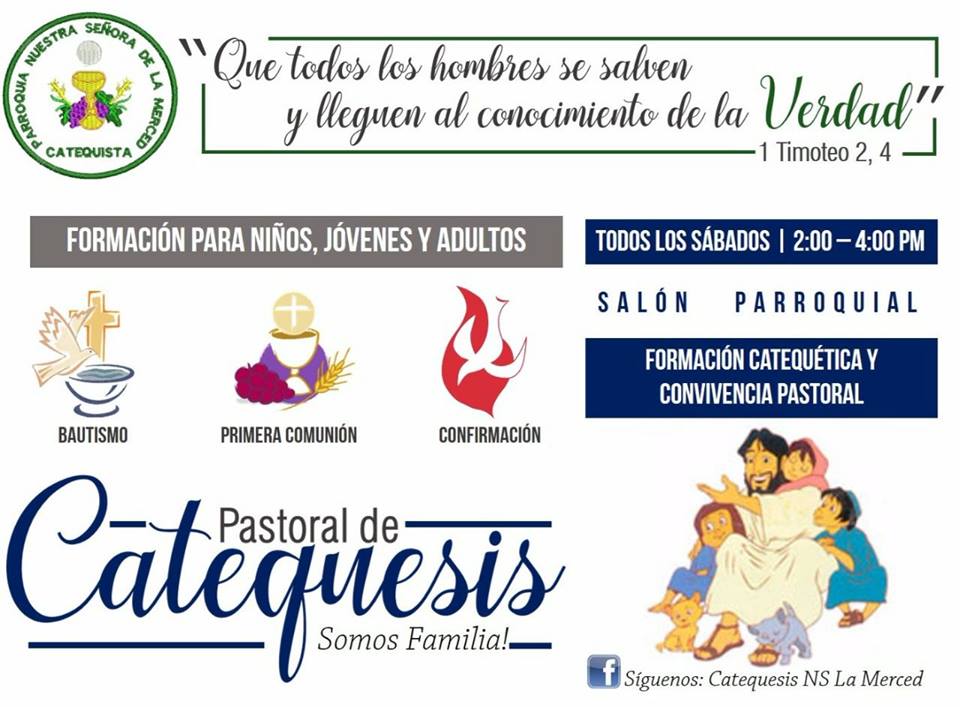 PARROQUIA NUESTRA SEÑORA DE LA MERCED
CATEQUISTA
“Que todos los hombres se salven
y lleguen al conocimiento de la Verdad”
1 Timoteo 2, 4
FORMACIÓN PARA NIÑOS, JÓVENES Y ADULTOS
BAUTISMO
PRIMERA COMUNIÓN
CONFIRMACIÓN
TODOS LOS SÁBADOS | 2:00 – 4:00 PM
SALÓN PARROQUIAL
FORMACIÓN CATEQUÉTICA Y
CONVIVENCIA PASTORAL
Pastoral de
Catequesis
Somos Familia!
f
Síguenos: Catequesis NS La Merced